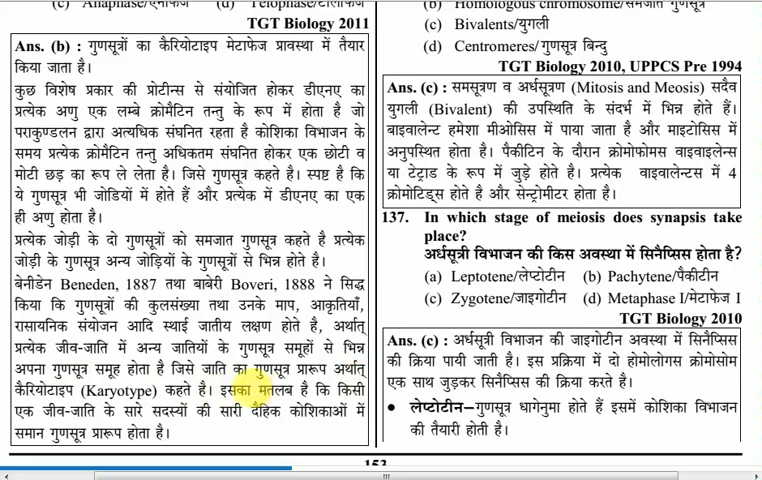 (c) Anaphase/एनाफेज (d) Telophase/टीलोफेज
TGT Biology 2011
Ans. (b) : गुणसूत्रों का कैरियोटाइप मेटाफेज प्रावस्था में तैयार
किया जाता है।
कुछ विशेष प्रकार की प्रोटीन्स से संयोजित होकर डीएनए का
प्रत्येक अणु एक लम्बे क्रोमैटिन तन्तु के रूप में होता है जो
पराकुण्डलन द्वारा अत्यधिक संघनित रहता है कोशिका विभाजन के
समय प्रत्येक क्रोमैटिन तन्तु अधिकतम संघनित होकर एक छोटी व
मोटी छड़ का रूप ले लेता है। जिसे गुणसूत्र कहते है। स्पष्ट है कि
ये गुणसूत्र भी जोडियों में होते हैं और प्रत्येक में डीएनए का एक
ही अणु होता है।
प्रत्येक जोड़ी के दो गुणसूत्रों को समजात गुणसूत्र कहते है प्रत्येक
जोड़ी के गुणसूत्र अन्य जोड़ियों के गुणसूत्रों से भिन्न होते है।
बेनीडेन Beneden, 1887 तथा बाबेरी Boveri, 1888 ने सिद्ध
किया कि गुणसूत्रों की कुलसंख्या तथा उनके माप, आकृतियाँ,
रासायनिक संयोजन आदि स्थाई जातीय लक्षण होते है, अर्थात्
प्रत्येक जीव-जाति में अन्य जातियों के गुणसूत्र समूहों से भिन्न
अपना गुणसूत्र समूह होता है जिसे जाति का गुणसूत्र प्रारूप अर्थात्
कैरियोटाइप (Karyotype) कहते है। इसका मतलब है कि किसी
एक जीव-जाति के सारे सदस्यों की सारी दैहिक कोशिकाओं में
समान गुणसूत्र प्रारूप होता है।
(b) Homologous chromosome/समजात गुणसूत्र
(c) Bivalents/युगली
(d) Centromeres/गुणसूत्र बिन्दु
TGT Biology 2010, UPPCS Pre 1994
Ans. (c) : समसूत्रण व अर्धसूत्रण (Mitosis and Meosis) सदैव
युगली (Bivalent) की उपस्थिति के संदर्भ में भिन्न होते हैं।
बाइवालेन्ट हमेशा मीओसिस में पाया जाता है और माइटोसिस में
अनुपस्थित होता है। पैकीटिन के दौरान क्रोमोफोमस वाइवाइलेन्स
या टेट्राड के रूप में जुड़े होते है। प्रत्येक वाइवालेन्टस में 4
क्रोमोटिड्स होते है और सेन्ट्रोमीटर होता है।
137. In which stage of meiosis does synapsis take
place?
अर्धसूत्री विभाजन की किस अवस्था में सिनैप्सिस होता है?
(a) Leptotene/लेप्टोटीन (b) Pachytene/पैकीटीन
(c) Zygotene/जाइगोटीन (d) Metaphase I/मेटाफेज I
TGT Biology 2010
Ans. (c) : अर्धसूत्री विभाजन की जाइगोटीन अवस्था में सिनैप्सिस
की क्रिया पायी जाती है। इस प्रक्रिया में दो होमोलोगस क्रोमोसोम
एक साथ जुड़कर सिनैप्सिस की क्रिया करते है।
● लेप्टोटीन–गुणसूत्र धागेनुमा होते हैं इसमें कोशिका विभाजन
की तैयारी होती है।
153